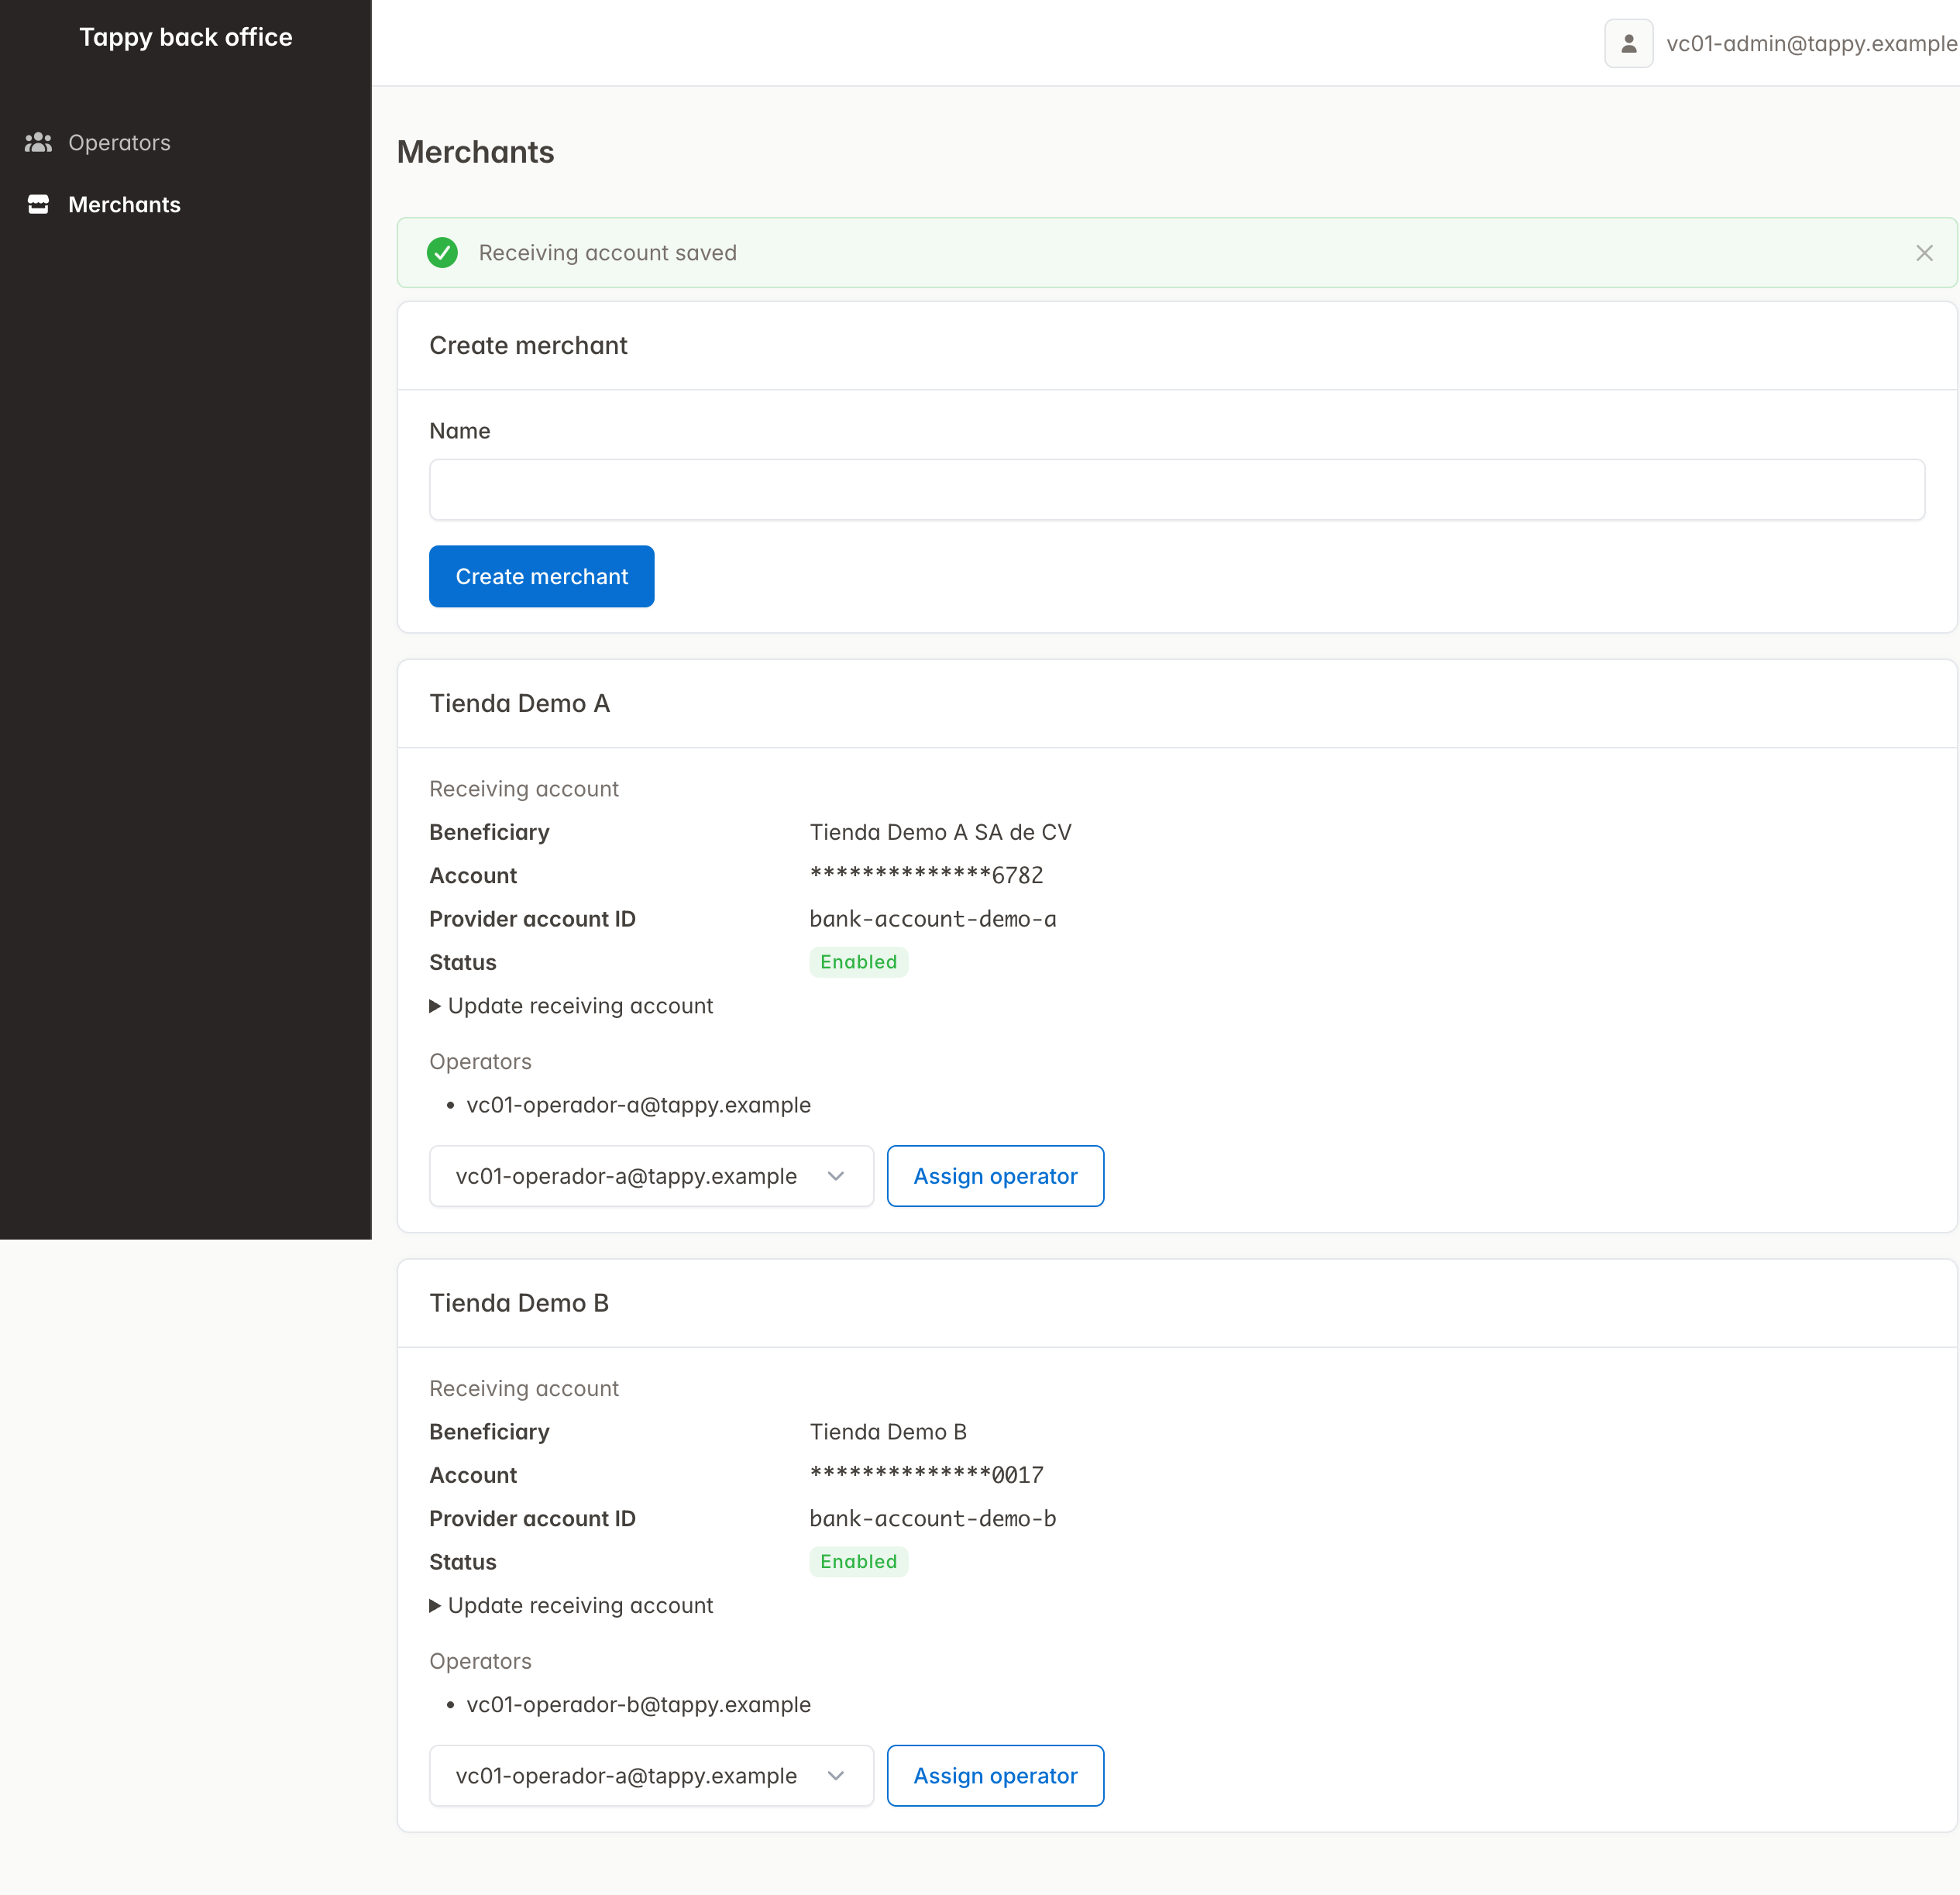 Tappy back office
vc01-admin@tappy.example
Operators
Merchants
Merchants
Receiving account saved
Create merchant
Name
Create merchant
Tienda Demo A
Receiving account
Beneficiary Tienda Demo A SA de CV
Account **************6782
Provider account ID bank-account-demo-a
Status Enabled
Update receiving account
Operators
• vc01-operador-a@tappy.example
vc01-operador-a@tappy.example Assign operator
Tienda Demo B
Receiving account
Beneficiary Tienda Demo B
Account **************0017
Provider account ID bank-account-demo-b
Status Enabled
Update receiving account
Operators
• vc01-operador-b@tappy.example
vc01-operador-a@tappy.example Assign operator